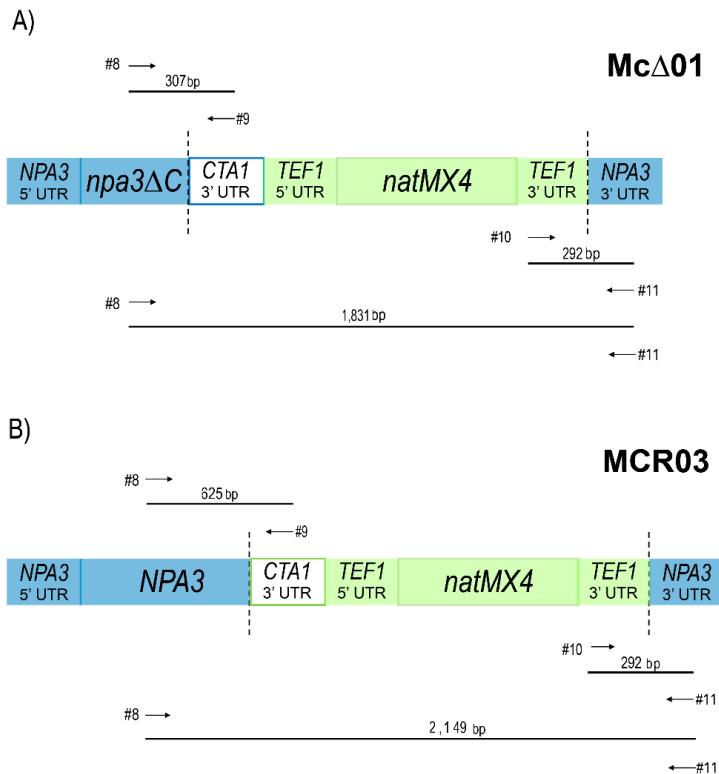 A)
McΔ01
#8
307 bp
#9
NPA3 5' UTR
npa3ΔC
CTA1 3' UTR
TEF1 5' UTR
natMX4
TEF1 3' UTR
NPA3 3' UTR
#10
292 bp
#11
#8
1,831 bp
#11
B)
MCR03
#8
625 bp
#9
NPA3 5' UTR
NPA3
CTA1 3' UTR
TEF1 5' UTR
natMX4
TEF1 3' UTR
NPA3 3' UTR
#10
292 bp
#11
#8
2,149 bp
#11